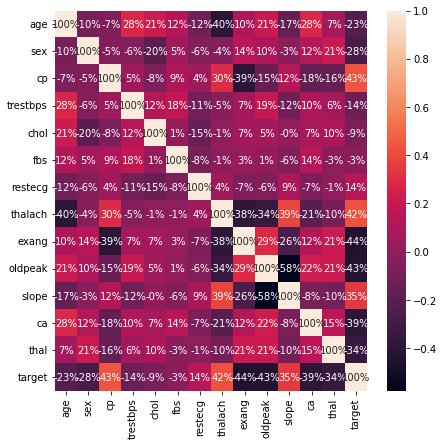 age 100% -10% -7% 28% 21% 12% -12% -40% 10% 21% -17% 28% 7% -23%
sex -10% 100% -5% -6% -20% 5% -6% -4% 14% 10% -3% 12% 21% -28%
cp -7% -5% 100% 5% -8% 9% 4% 30% -39% -15% 12% -18% -16% 43%
trestbps 28% -6% 5% 100% 12% 18% -11% -5% 7% 19% -12% 10% 6% -14%
chol 21% -20% -8% 12% 100% 1% -15% -1% 7% 5% -0% 7% 10% -9%
fbs 12% 5% 9% 18% 1% 100% -8% -1% 3% 1% -6% 14% -3% -3%
restecg -12% -6% 4% -11% -15% -8% 100% 4% -7% -6% 9% -7% -1% 14%
thalach -40% -4% 30% -5% -1% -1% 4% 100% -38% -34% 39% -21% -10% 42%
exang 10% 14% -39% 7% 7% 3% -7% -38% 100% 29% -26% 12% 21% -44%
oldpeak 21% 10% -15% 19% 5% 1% -6% -34% 29% 100% -58% 22% 21% -43%
slope -17% -3% 12% -12% -0% -6% 9% 39% -26% -58% 100% -8% -10% 35%
ca 28% 12% -18% 10% 7% 14% -7% -21% 12% 22% -8% 100% 15% -39%
thal 7% 21% -16% 6% 10% -3% -1% -10% 21% 21% -10% 15% 100% -34%
target -23% -28% 43% -14% -9% -3% 14% 42% -44% -43% 35% -39% -34% 100%
age sex cp trestbps chol fbs restecg thalach exang oldpeak slope ca thal target
1.0
0.8
0.6
0.4
0.2
0.0
−0.2
−0.4